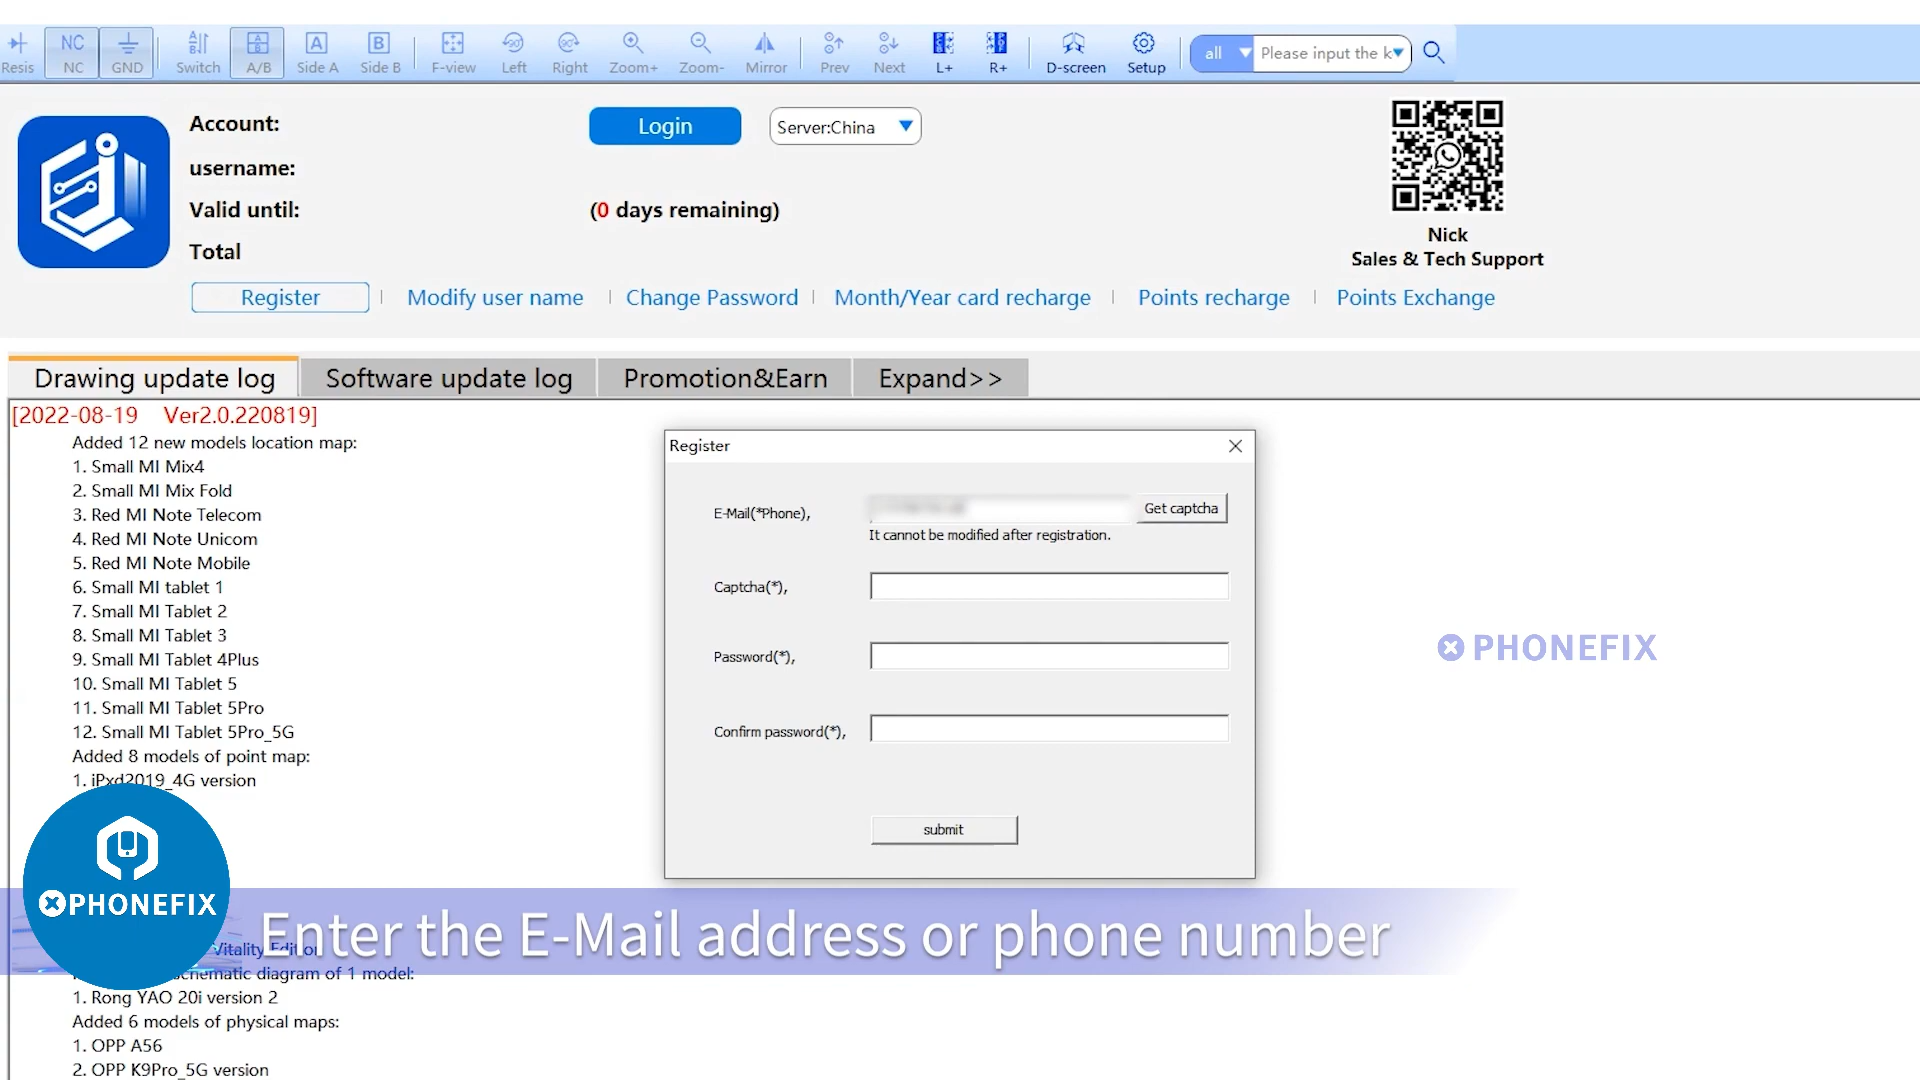 Resis NC NC GND Switch A/B Side A Side B F-view Left Right Zoom+ Zoom- Mirror Prev Next L+ R+ D-screen Setup all Please input the k
Account:
Login
Server:China
username:
Valid until:
(0 days remaining)
Total
Nick
Sales & Tech Support
Register
Modify user name
Change Password
Month/Year card recharge
Points recharge
Points Exchange
Drawing update log
Software update log
Promotion&Earn
Expand>>
[2022-08-19 Ver2.0.220819]
Added 12 new models location map:
1. Small MI Mix4
2. Small MI Mix Fold
3. Red MI Note Telecom
4. Red MI Note Unicom
5. Red MI Note Mobile
6. Small MI tablet 1
7. Small MI Tablet 2
8. Small MI Tablet 3
9. Small MI Tablet 4Plus
10. Small MI Tablet 5
11. Small MI Tablet 5Pro
12. Small MI Tablet 5Pro_5G
Added 8 models of point map:
1. iPxd2019_4G version
Register
E-Mail(*Phone),
Get captcha
It cannot be modified after registration.
Captcha(*),
Password(*),
Confirm password(*),
submit
PHONEFIX
PHONEFIX
Enter the E-Mail address or phone number
Vitality Edition
schematic diagram of 1 model:
1. Rong YAO 20i version 2
Added 6 models of physical maps:
1. OPP A56
2. OPP K9Pro_5G version